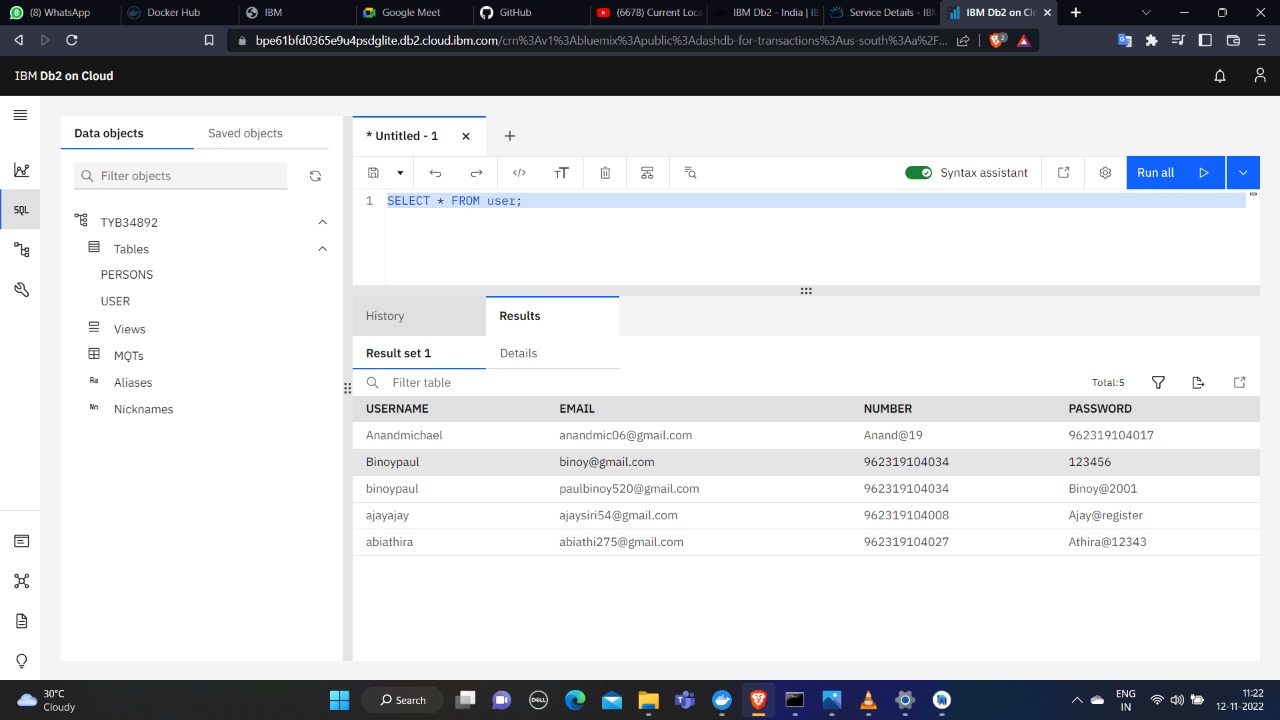 (8) WhatsApp
Docker Hub
IBM
Google Meet
GitHub
(6678) Current Loca
IBM Db2 - India | IB
Service Details - IBM
IBM Db2 on Clo
bpe61bfd0365e9u4psdglite.db2.cloud.ibm.com/crn%3Av1%3Abluemix%3Apublic%3Adashdb-for-transactions%3Aus-south%3Aa%2F...
2
IBM Db2 on Cloud
Data objects
Saved objects
* Untitled - 1
Filter objects
Syntax assistant
Run all
SQL
1 SELECT * FROM user;
TYB34892
Tables
PERSONS
USER
Views
MQTs
Aliases
Nicknames
History
Results
Result set 1
Details
Filter table
Total:5
USERNAME EMAIL NUMBER PASSWORD
Anandmichael anandmic06@gmail.com Anand@19 962319104017
Binoypaul binoy@gmail.com 962319104034 123456
binoypaul paulbinoy520@gmail.com 962319104034 Binoy@2001
ajayajay ajaysiri54@gmail.com 962319104008 Ajay@register
abiathira abiathi275@gmail.com 962319104027 Athira@12343
30°C
Cloudy
Search
DELL
ENG
IN
11:22
12-11-2022